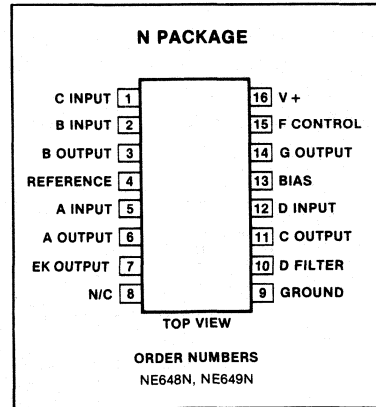 N PACKAGE
C INPUT 1 16 V +
B INPUT 2 15 F CONTROL
B OUTPUT 3 14 G OUTPUT
REFERENCE 4 13 BIAS
A INPUT 5 12 D INPUT
A OUTPUT 6 11 C OUTPUT
EK OUTPUT 7 10 D FILTER
N/C 8 9 GROUND
TOP VIEW
ORDER NUMBERS
NE648N, NE649N